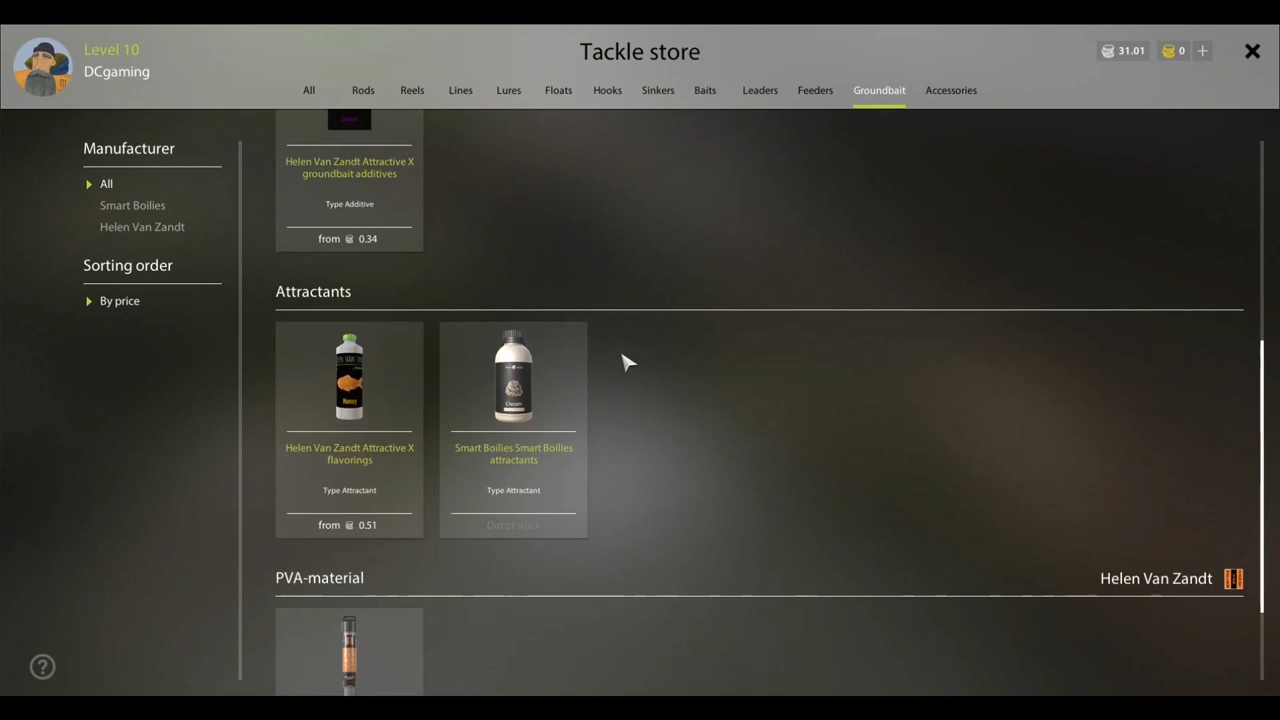 Level 10
DCgaming
Tackle store
31.01
0
All Rods Reels Lines Lures Floats Hooks Sinkers Baits Leaders Feeders Groundbait Accessories
Manufacturer
All
Smart Boilies
Helen Van Zandt
Sorting order
By price
Helen Van Zandt Attractive X
groundbait additives
Type Additive
from 0.34
Attractants
Honey
Helen Van Zandt Attractive X
flavorings
Type Attractant
from 0.51
Cream
Smart Boilies Smart Boilies
attractants
Type Attractant
Out of stock
PVA-material
Helen Van Zandt
?